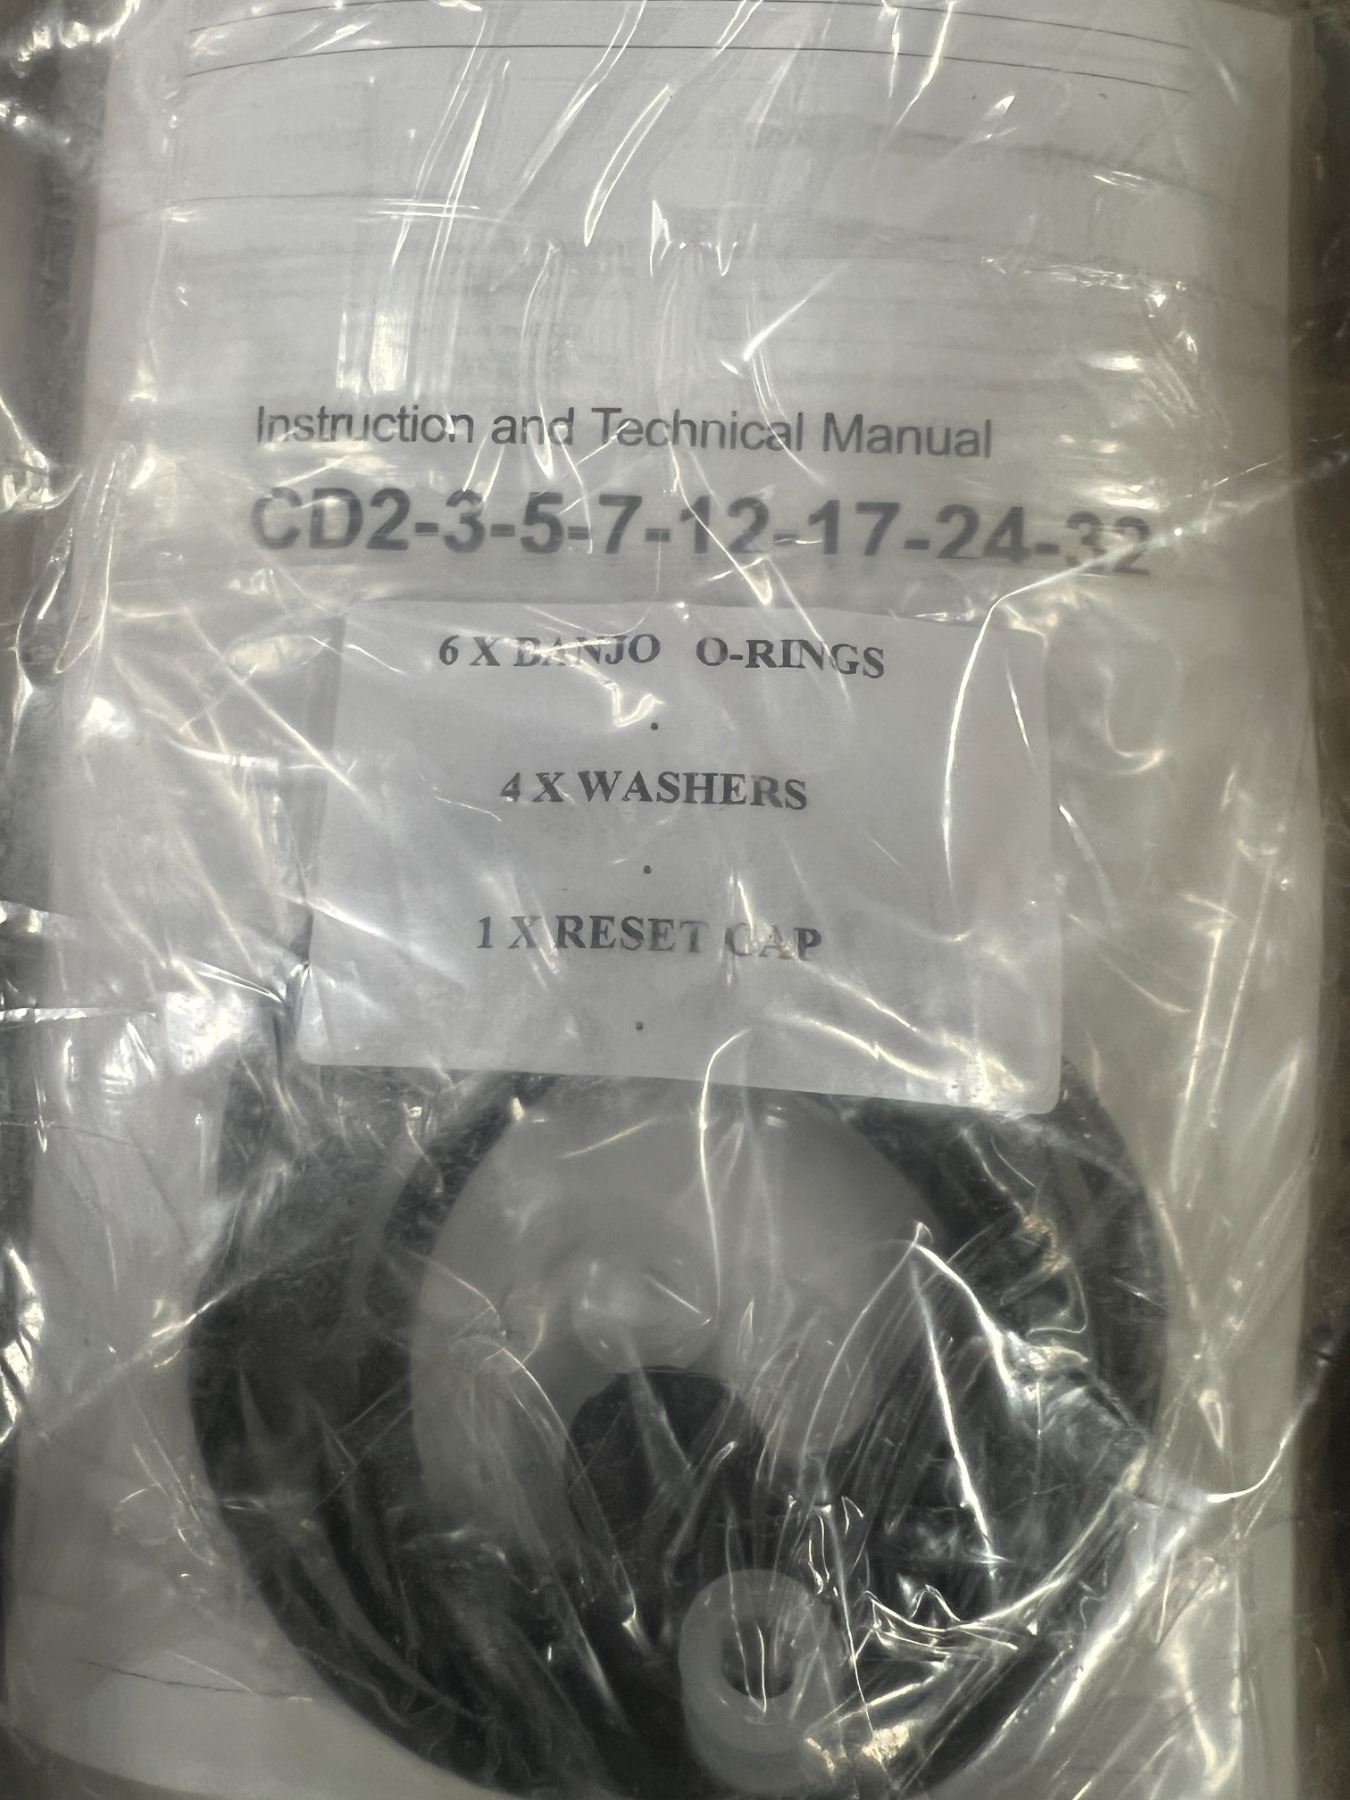 Instruction and Technical Manual
CD2-3-5-7-12-17-24-32
6 X BANJO O-RINGS
.
4 X WASHERS
.
1 X RESET CAP
.